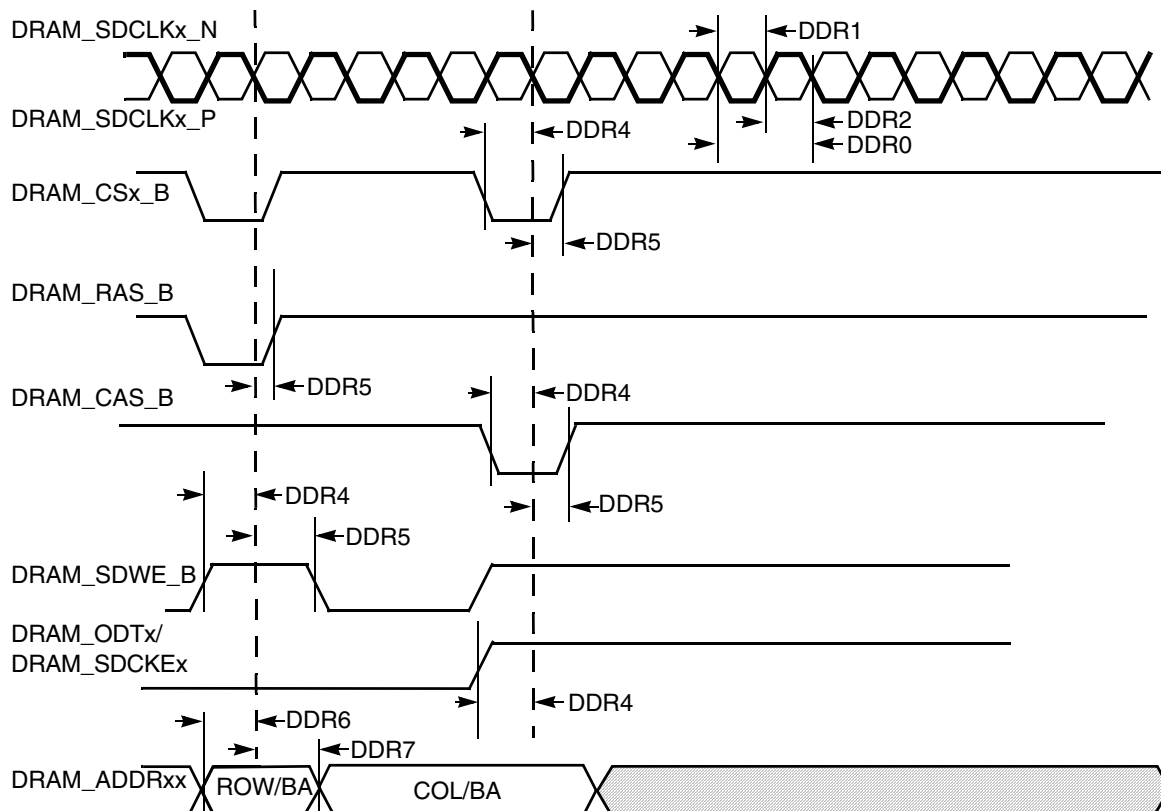 DRAM_SDCLKx_N
DDR1
DRAM_SDCLKx_P
DDR4
DDR2
DDR0
DRAM_CSx_B
DDR5
DRAM_RAS_B
DDR5
DDR4
DRAM_CAS_B
DDR4
DDR5
DDR5
DRAM_SDWE_B
DRAM_ODTx/
DRAM_SDCKEx
DDR4
DDR6
DDR7
DRAM_ADDRxx
ROW/BA
COL/BA